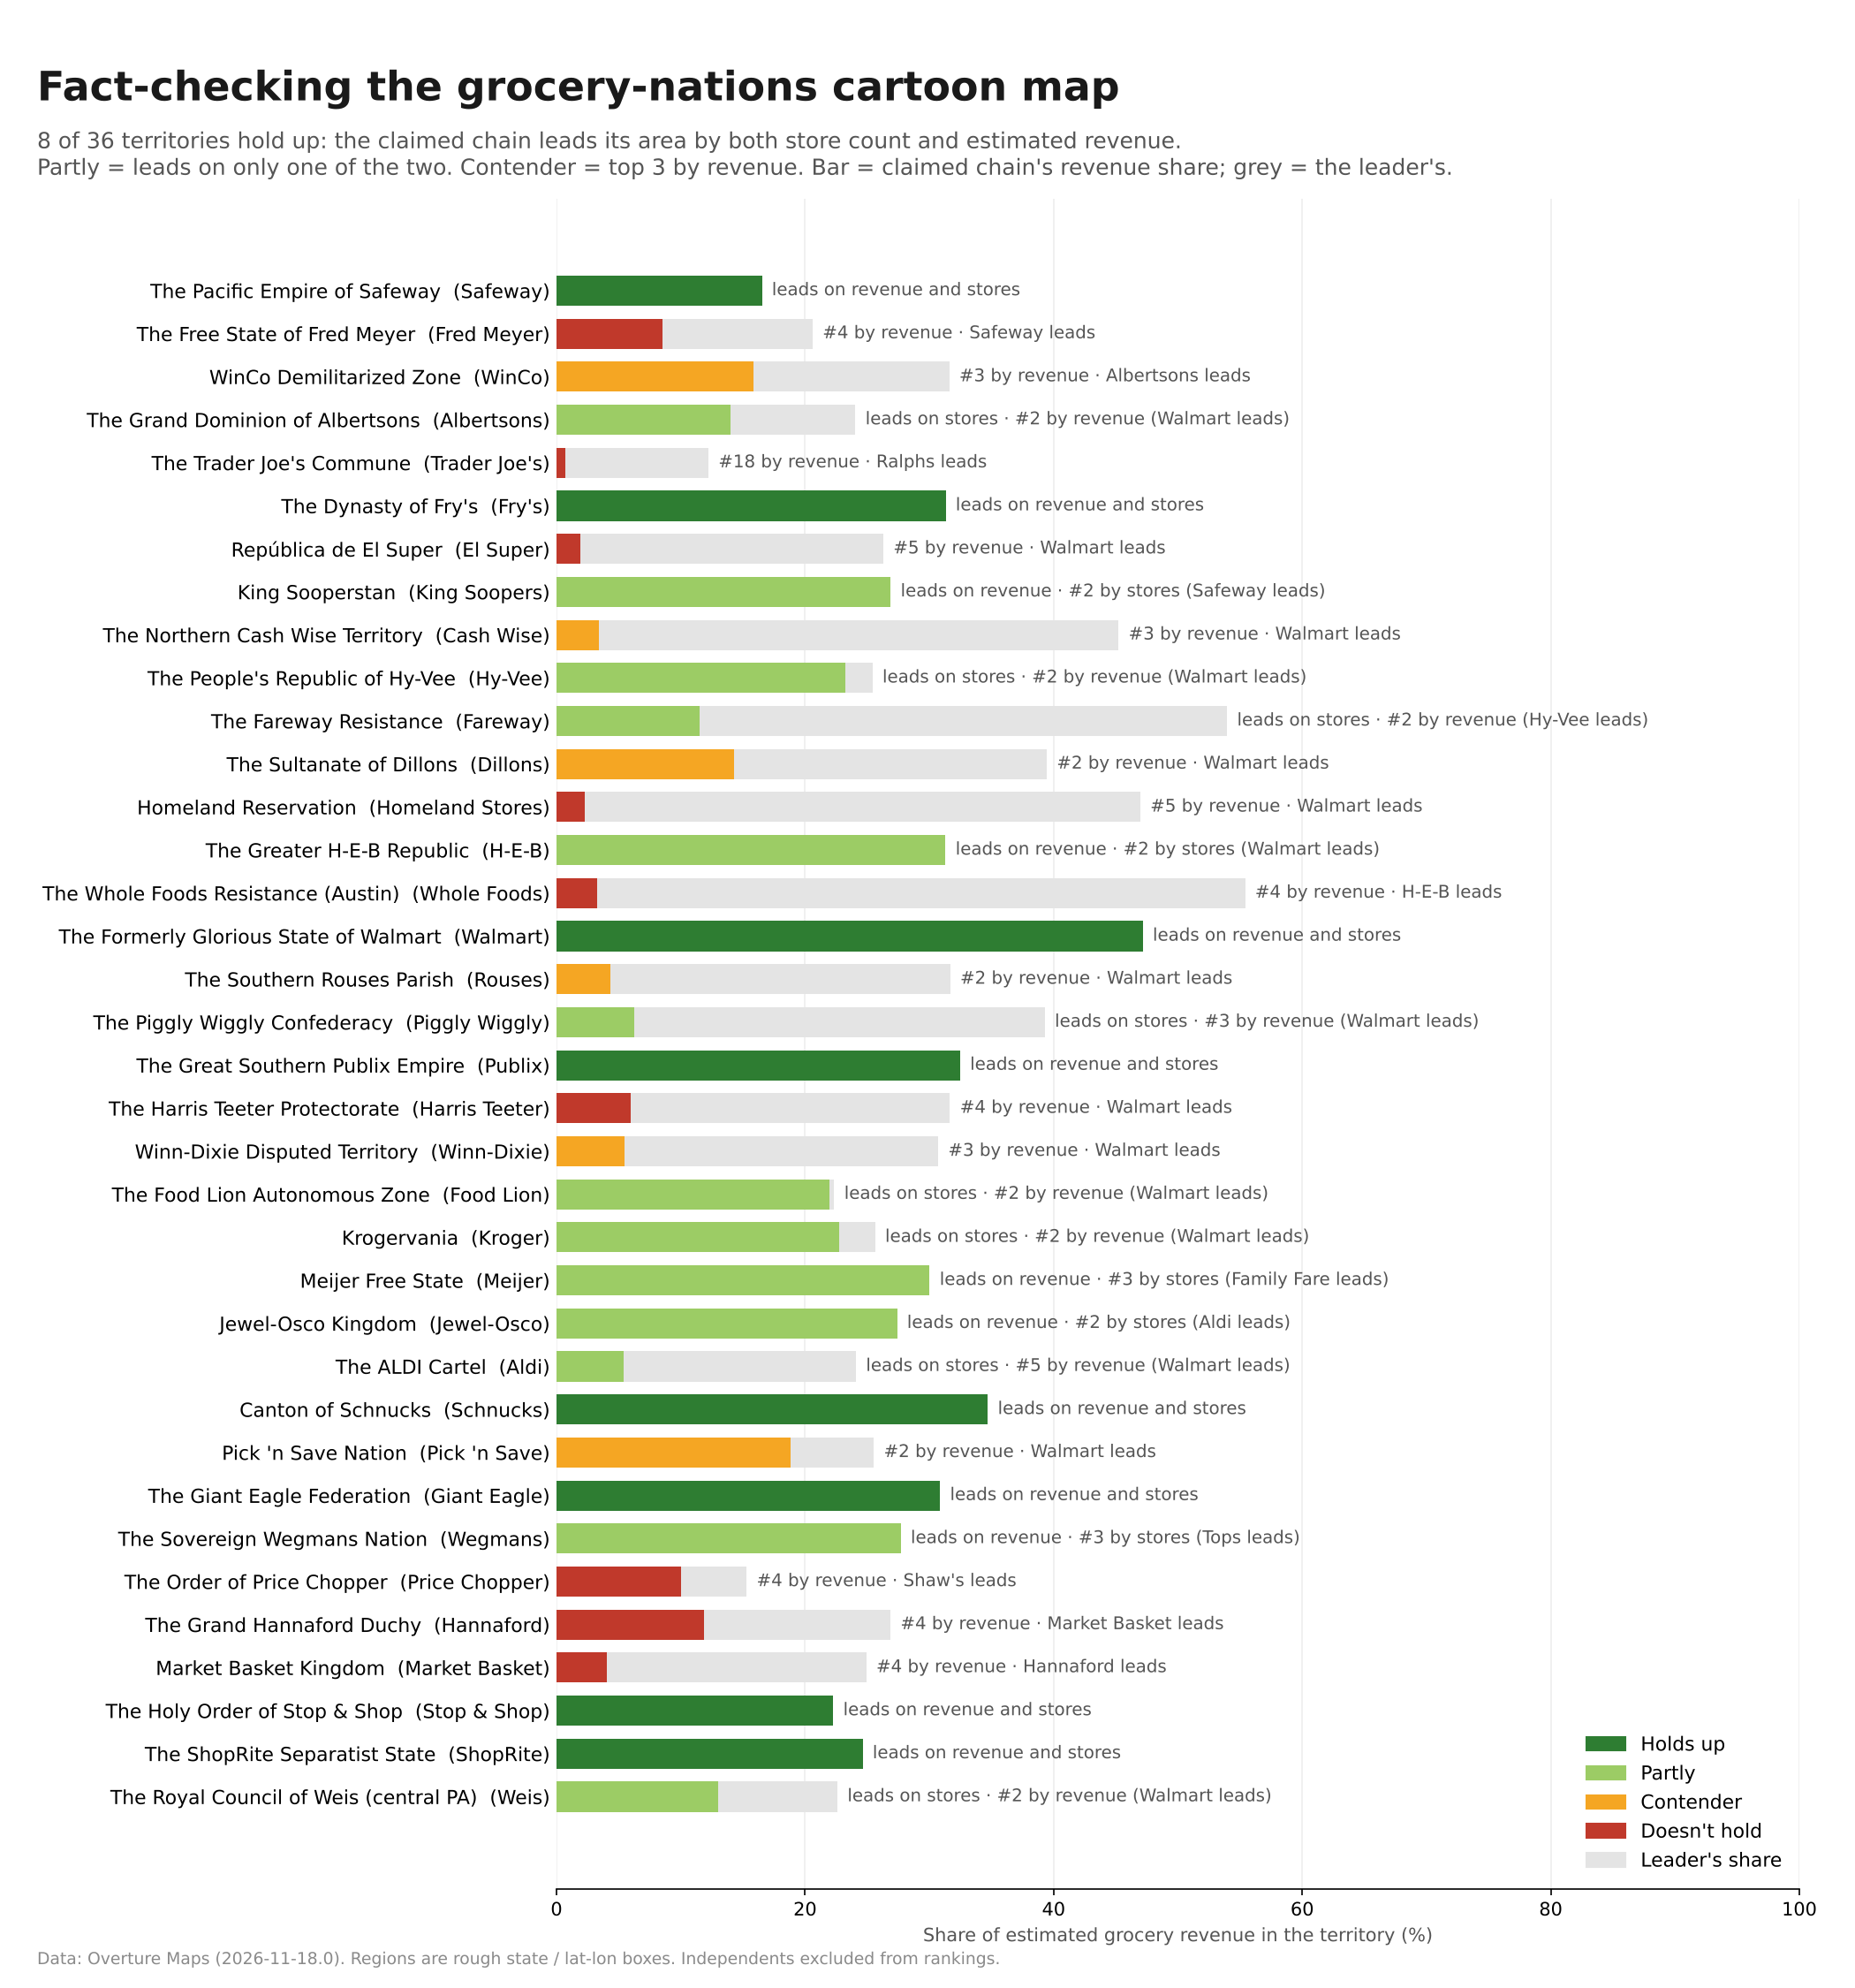 Fact-checking the grocery-nations cartoon map
8 of 36 territories hold up: the claimed chain leads its area by both store count and estimated revenue.
Partly = leads on only one of the two. Contender = top 3 by revenue. Bar = claimed chain's revenue share; grey = the leader's.
The Pacific Empire of Safeway (Safeway) leads on revenue and stores
The Free State of Fred Meyer (Fred Meyer) #4 by revenue · Safeway leads
WinCo Demilitarized Zone (WinCo) #3 by revenue · Albertsons leads
The Grand Dominion of Albertsons (Albertsons) leads on stores · #2 by revenue (Walmart leads)
The Trader Joe's Commune (Trader Joe's) #18 by revenue · Ralphs leads
The Dynasty of Fry's (Fry's) leads on revenue and stores
República de El Super (El Super) #5 by revenue · Walmart leads
King Sooperstan (King Soopers) leads on revenue · #2 by stores (Safeway leads)
The Northern Cash Wise Territory (Cash Wise) #3 by revenue · Walmart leads
The People's Republic of Hy-Vee (Hy-Vee) leads on stores · #2 by revenue (Walmart leads)
The Fareway Resistance (Fareway) leads on stores · #2 by revenue (Hy-Vee leads)
The Sultanate of Dillons (Dillons) #2 by revenue · Walmart leads
Homeland Reservation (Homeland Stores) #5 by revenue · Walmart leads
The Greater H-E-B Republic (H-E-B) leads on revenue · #2 by stores (Walmart leads)
The Whole Foods Resistance (Austin) (Whole Foods) #4 by revenue · H-E-B leads
The Formerly Glorious State of Walmart (Walmart) leads on revenue and stores
The Southern Rouses Parish (Rouses) #2 by revenue · Walmart leads
The Piggly Wiggly Confederacy (Piggly Wiggly) leads on stores · #3 by revenue (Walmart leads)
The Great Southern Publix Empire (Publix) leads on revenue and stores
The Harris Teeter Protectorate (Harris Teeter) #4 by revenue · Walmart leads
Winn-Dixie Disputed Territory (Winn-Dixie) #3 by revenue · Walmart leads
The Food Lion Autonomous Zone (Food Lion) leads on stores · #2 by revenue (Walmart leads)
Krogervania (Kroger) leads on stores · #2 by revenue (Walmart leads)
Meijer Free State (Meijer) leads on revenue · #3 by stores (Family Fare leads)
Jewel-Osco Kingdom (Jewel-Osco) leads on revenue · #2 by stores (Aldi leads)
The ALDI Cartel (Aldi) leads on stores · #5 by revenue (Walmart leads)
Canton of Schnucks (Schnucks) leads on revenue and stores
Pick 'n Save Nation (Pick 'n Save) #2 by revenue · Walmart leads
The Giant Eagle Federation (Giant Eagle) leads on revenue and stores
The Sovereign Wegmans Nation (Wegmans) leads on revenue · #3 by stores (Tops leads)
The Order of Price Chopper (Price Chopper) #4 by revenue · Shaw's leads
The Grand Hannaford Duchy (Hannaford) #4 by revenue · Market Basket leads
Market Basket Kingdom (Market Basket) #4 by revenue · Hannaford leads
The Holy Order of Stop & Shop (Stop & Shop) leads on revenue and stores
The ShopRite Separatist State (ShopRite) leads on revenue and stores
The Royal Council of Weis (central PA) (Weis) leads on stores · #2 by revenue (Walmart leads)
Holds up
Partly
Contender
Doesn't hold
Leader's share
0 20 40 60 80 100
Share of estimated grocery revenue in the territory (%)
Data: Overture Maps (2026-11-18.0). Regions are rough state / lat-lon boxes. Independents excluded from rankings.